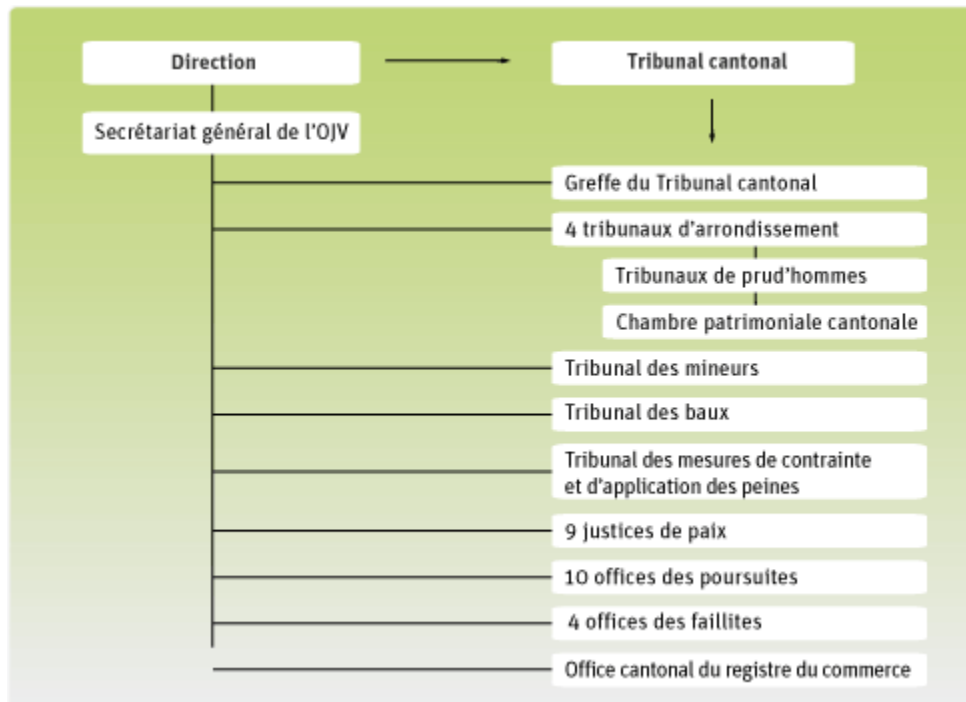 Direction
Tribunal cantonal
Secrétariat général de l'OJV
Greffe du Tribunal cantonal
4 tribunaux d'arrondissement
Tribunaux de prud'hommes
Chambre patrimoniale cantonale
Tribunal des mineurs
Tribunal des baux
Tribunal des mesures de contrainte
et d'application des peines
9 justices de paix
10 offices des poursuites
4 offices des faillites
Office cantonal du registre du commerce